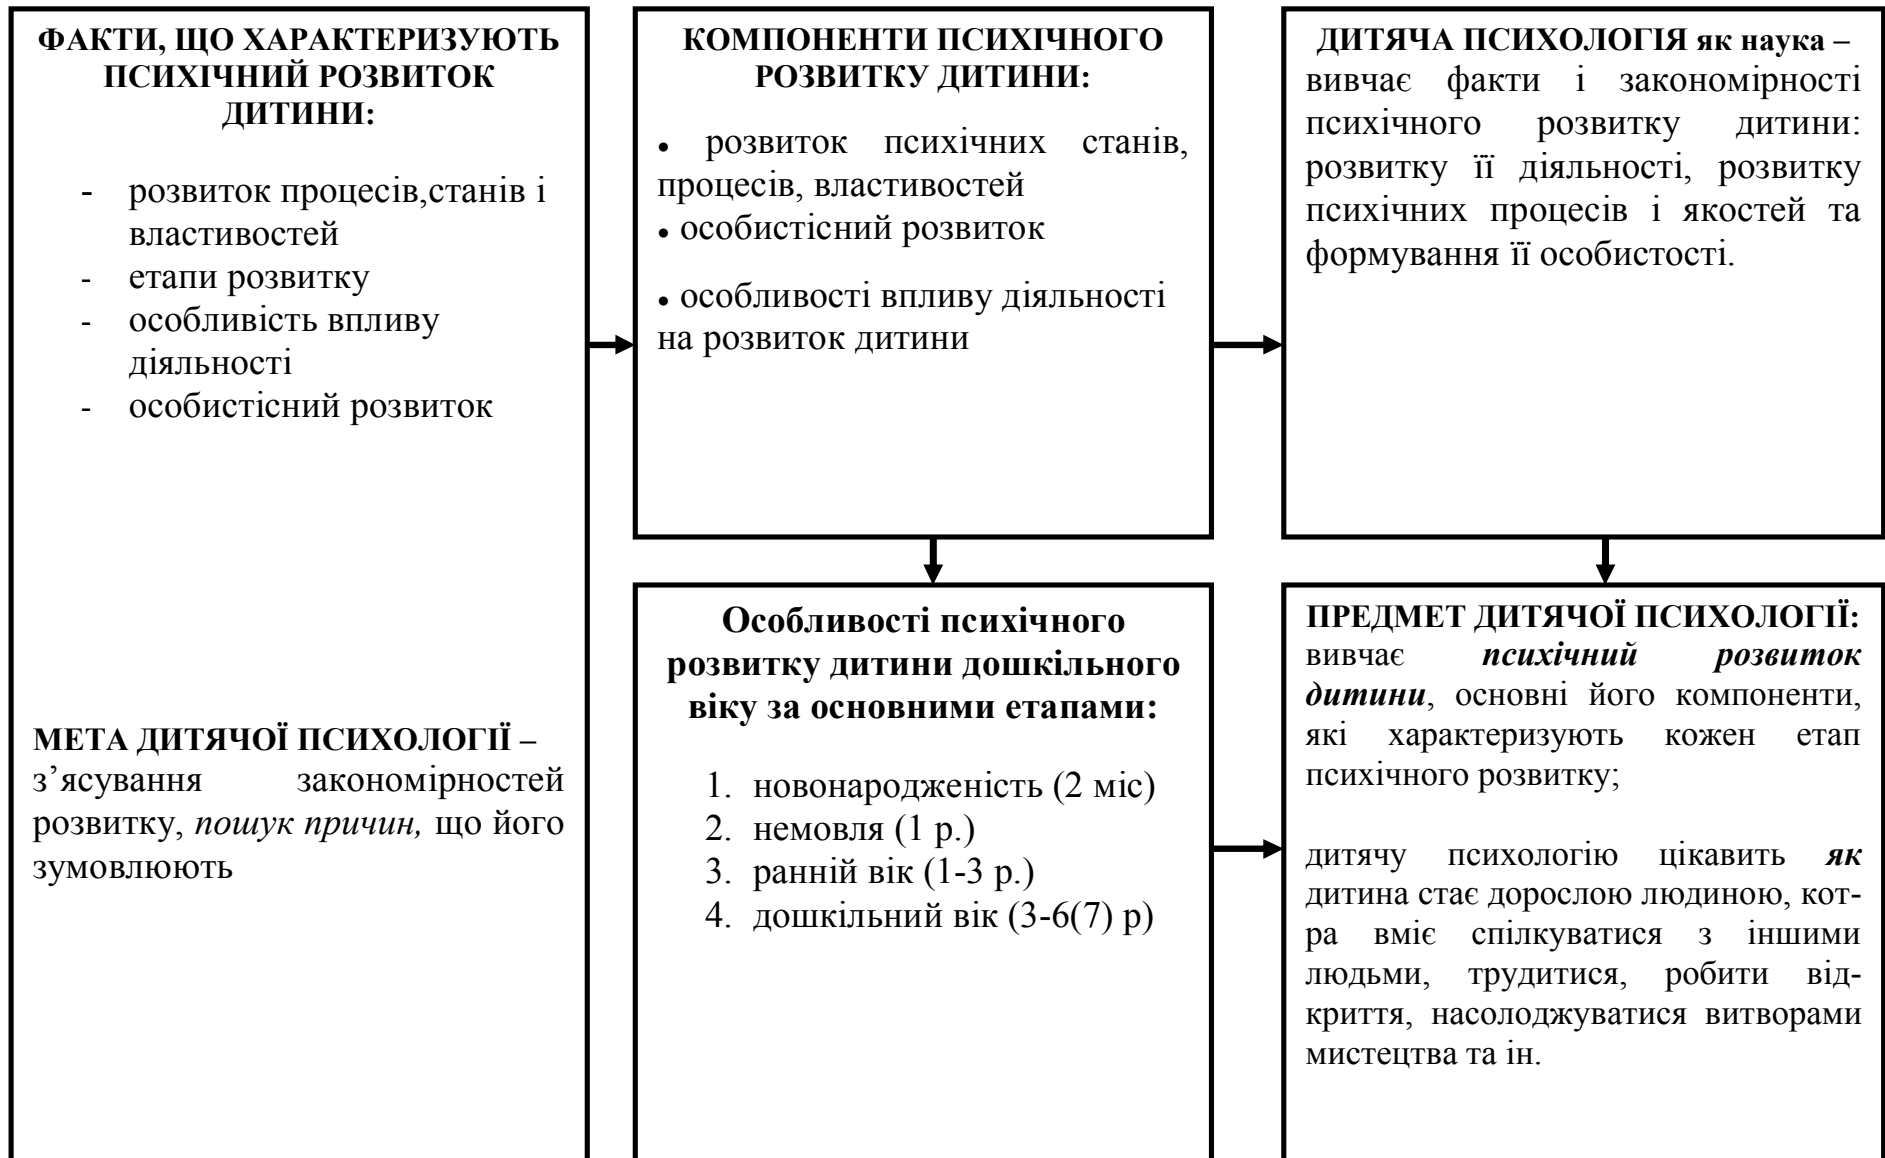 ФАКТИ, ЩО ХАРАКТЕРИЗУЮТЬ
ПСИХІЧНИЙ РОЗВИТОК
ДИТИНИ:
- розвиток процесів,станів і
властивостей
- етапи розвитку
- особливість впливу
діяльності
- особистісний розвиток
МЕТА ДИТЯЧОЇ ПСИХОЛОГІЇ –
з’ясування закономірностей
розвитку, пошук причин, що його
зумовлюють
КОМПОНЕНТИ ПСИХІЧНОГО
РОЗВИТКУ ДИТИНИ:
• розвиток психічних станів,
процесів, властивостей
• особистісний розвиток
• особливості впливу діяльності
на розвиток дитини
Особливості психічного
розвитку дитини дошкільного
віку за основними етапами:
1. новонародженість (2 міс)
2. немовля (1 р.)
3. ранній вік (1-3 р.)
4. дошкільний вік (3-6(7) р)
ДИТЯЧА ПСИХОЛОГІЯ як наука –
вивчає факти і закономірності
психічного розвитку дитини:
розвитку її діяльності, розвитку
психічних процесів і якостей та
формування її особистості.
ПРЕДМЕТ ДИТЯЧОЇ ПСИХОЛОГІЇ:
вивчає психічний розвиток
дитини, основні його компоненти,
які характеризують кожен етап
психічного розвитку;
дитячу психологію цікавить як
дитина стає дорослою людиною, кот-
ра вміє спілкуватися з іншими
людьми, трудитися, робити від-
криття, насолоджуватися витворами
мистецтва та ін.